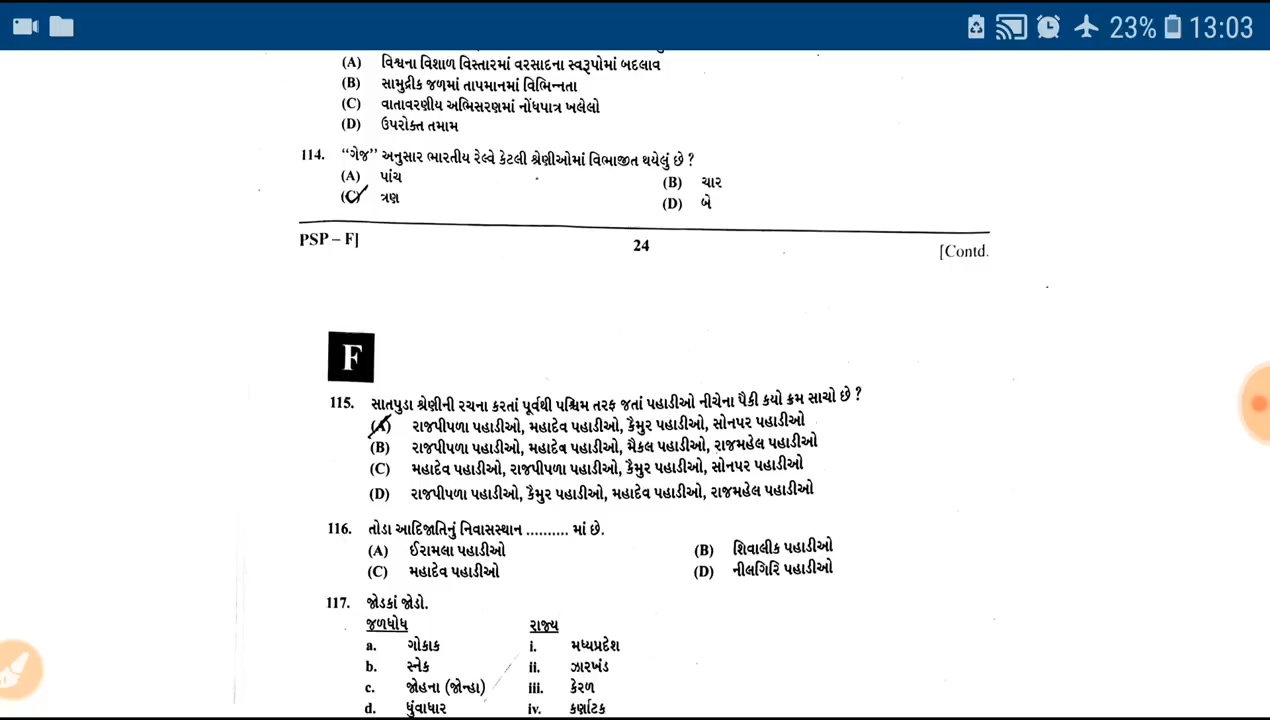 23% 13:03
(A) વિશ્વના વિશાળ વિસ્તારમાં વરસાદના સ્વરૂપોમાં બદલાવ
(B) સામુદ્રીક જળમાં તાપમાનમાં વિભિન્નતા
(C) વાતાવરણીય અભિસરણમાં નોંધપાત્ર ખલેલો
(D) ઉપરોક્ત તમામ
114. “ગેજ” અનુસાર ભારતીય રેલ્વે કેટલી શ્રેણીઓમાં વિભાજીત થયેલું છે ?
(A) પાંચ (B) ચાર
(C) ત્રણ (D) બે
PSP – F] 24 [Contd.
F
115. સાતપુડા શ્રેણીની રચના કરતાં પૂર્વથી પશ્ચિમ તરફ જતાં પહાડીઓ નીચેના પૈકી કયો ક્રમ સાચો છે ?
(A) રાજપીપળા પહાડીઓ, મહાદેવ પહાડીઓ, કૈમુર પહાડીઓ, સોનપર પહાડીઓ
(B) રાજપીપળા પહાડીઓ, મહાદેવ પહાડીઓ, મૈકલ પહાડીઓ, રાજમહેલ પહાડીઓ
(C) મહાદેવ પહાડીઓ, રાજપીપળા પહાડીઓ, કૈમુર પહાડીઓ, સોનપર પહાડીઓ
(D) રાજપીપળા પહાડીઓ, કૈમુર પહાડીઓ, મહાદેવ પહાડીઓ, રાજમહેલ પહાડીઓ
116. તોડા આદિજાતિનું નિવાસસ્થાન .......... માં છે.
(A) ઈરામલા પહાડીઓ (B) શિવાલીક પહાડીઓ
(C) મહાદેવ પહાડીઓ (D) નીલગિરિ પહાડીઓ
117. જોડકાં જોડો.
જળધોધ રાજ્ય
a. ગોકાક i. મધ્યપ્રદેશ
b. સ્નેક ii. ઝારખંડ
c. જોહના (જોન્હા) iii. કેરળ
d. ધુંવાધાર iv. કર્ણાટક